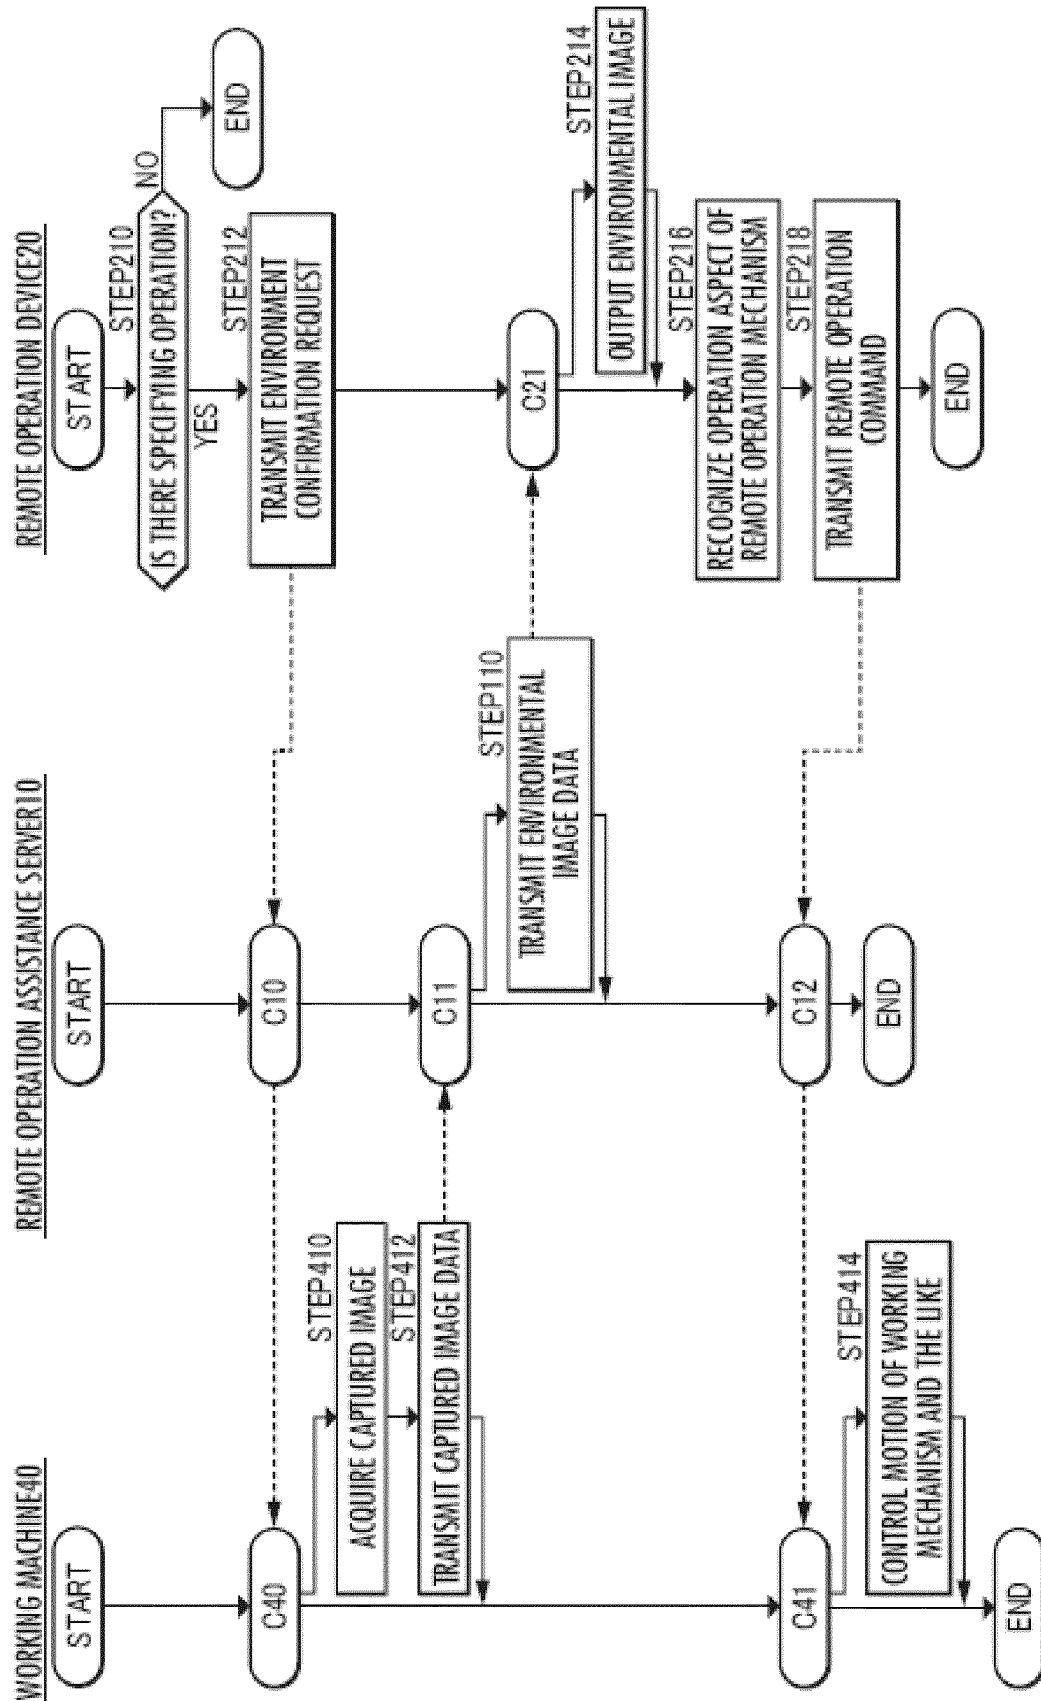 REMOTE OPERATION DEVICE20
START
STEP210
IS THERE SPECIFYING OPERATION?
NO
END
YES
STEP212
TRANSMIT ENVIRONMENT
CONFIRMATION REQUEST
C21
STEP214
OUTPUT ENVIRONMENTAL IMAGE
STEP216
RECOGNIZE OPERATION ASPECT OF
REMOTE OPERATION MECHANISM
STEP218
TRANSMIT REMOTE OPERATION
COMMAND
END
REMOTE OPERATION ASSISTANCE SERVER10
START
C10
C11
STEP110
TRANSMIT ENVIRONMENTAL
IMAGE DATA
C12
END
WORKING MACHINE40
START
C40
STEP410
ACQUIRE CAPTURED IMAGE
STEP412
TRANSMIT CAPTURED IMAGE DATA
C41
STEP414
CONTROL MOTION OF WORKING
MECHANISM AND THE LIKE
END